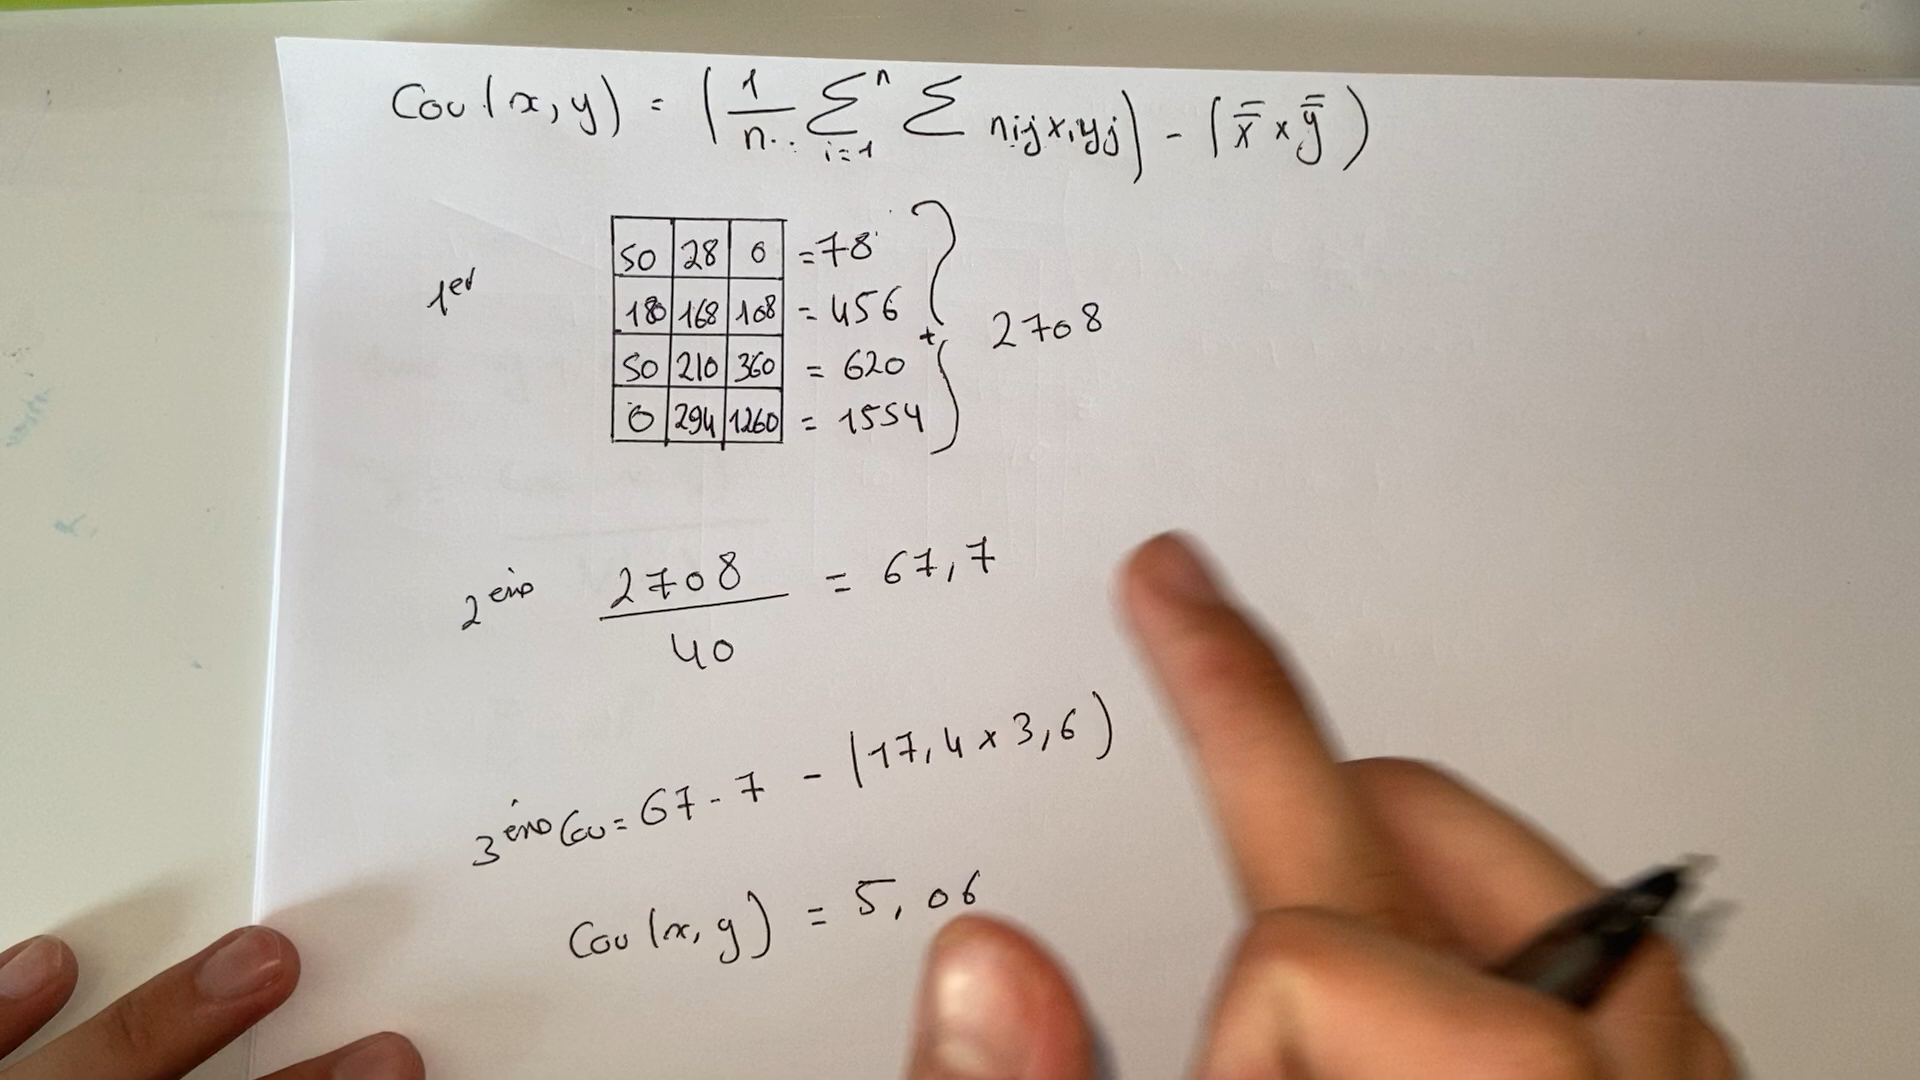 Cov(x,y) = (1/n.. Σ^n i=1 Σ nij xi yj) - (x̿ × y̿)
1er
50 28 0 = 78
180 168 108 = 456
50 210 360 = 620
0 294 1260 = 1554
+ 2708
2ème 2708/40 = 67,7
3ème Cov = 67-7 - (17,4 × 3,6)
Cov(x,y) = 5,06